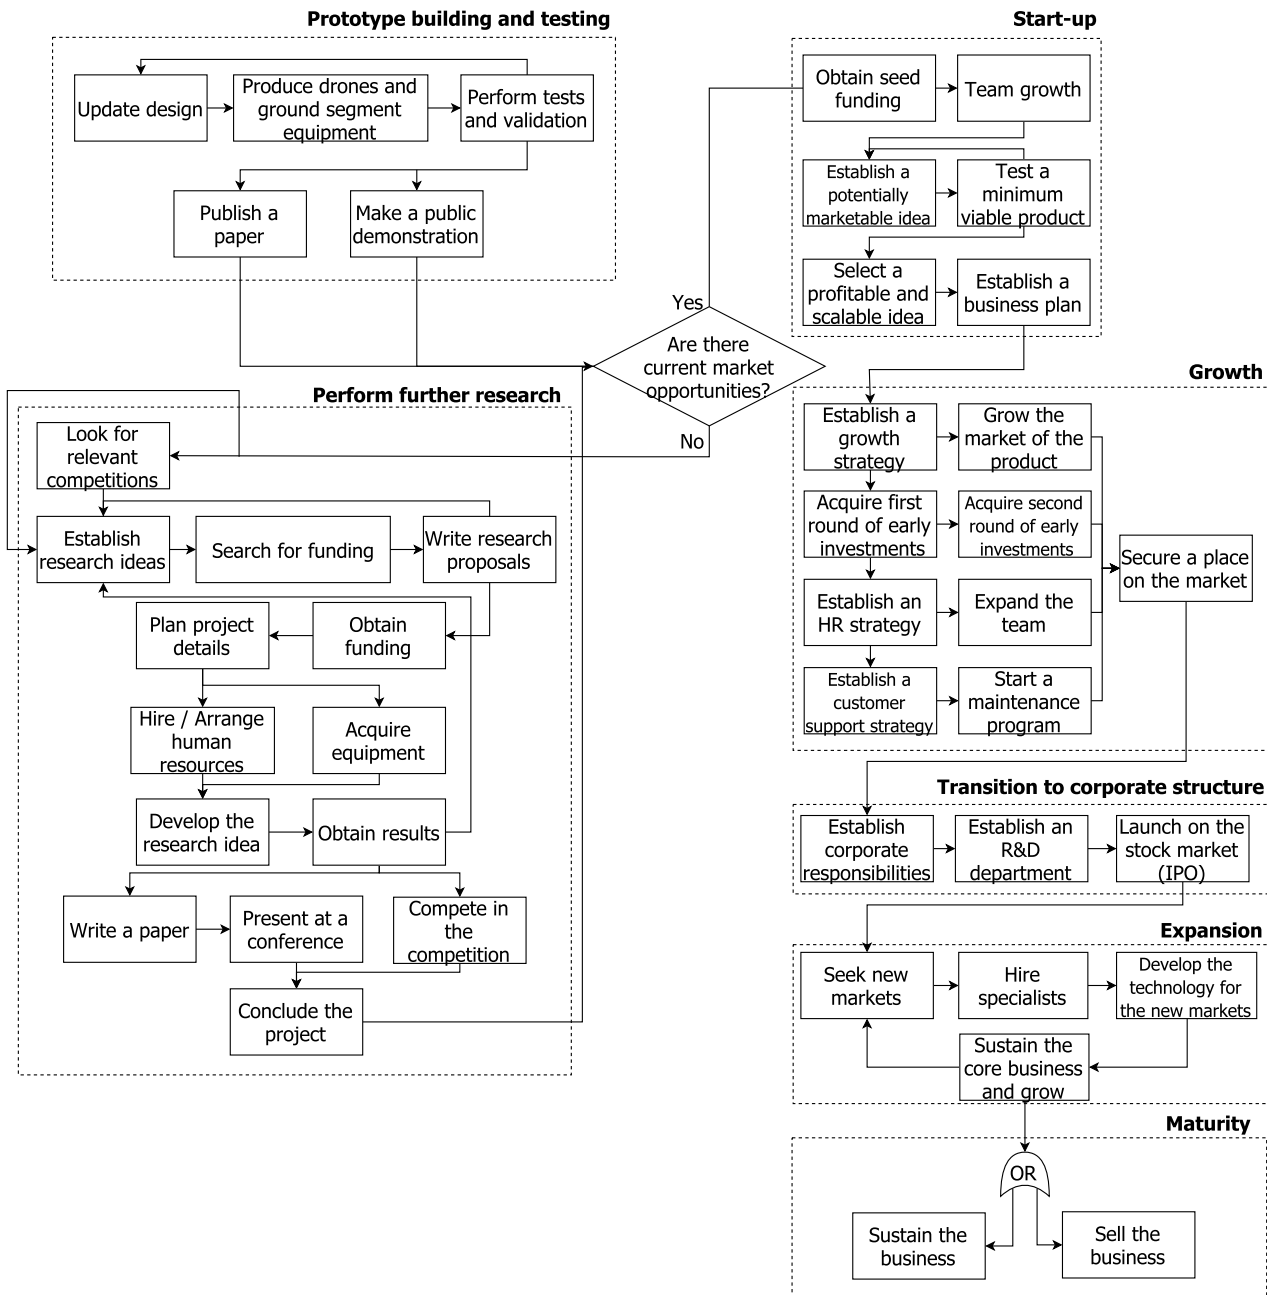 Prototype building and testing
Update design
Produce drones and
ground segment
equipment
Perform tests
and validation
Publish a
paper
Make a public
demonstration
Start-up
Obtain seed
funding
Team growth
Establish a
potentially
marketable idea
Test a
minimum
viable product
Select a
profitable and
scalable idea
Establish a
business plan
Yes
Are there
current market
opportunities?
No
Perform further research
Look for
relevant
competitions
Establish
research ideas
Search for funding
Write research
proposals
Plan project
details
Obtain
funding
Hire / Arrange
human
resources
Acquire
equipment
Develop the
research idea
Obtain results
Write a paper
Present at a
conference
Compete in
the
competition
Conclude the
project
Growth
Establish a
growth
strategy
Grow the
market of the
product
Acquire first
round of early
investments
Acquire second
round of early
investments
Secure a place
on the market
Establish an
HR strategy
Expand the
team
Establish a
customer
support strategy
Start a
maintenance
program
Transition to corporate structure
Establish
corporate
responsibilities
Establish an
R&D
department
Launch on the
stock market
(IPO)
Expansion
Seek new
markets
Hire
specialists
Develop the
technology for
the new markets
Sustain the
core business
and grow
Maturity
OR
Sustain the
business
Sell the
business